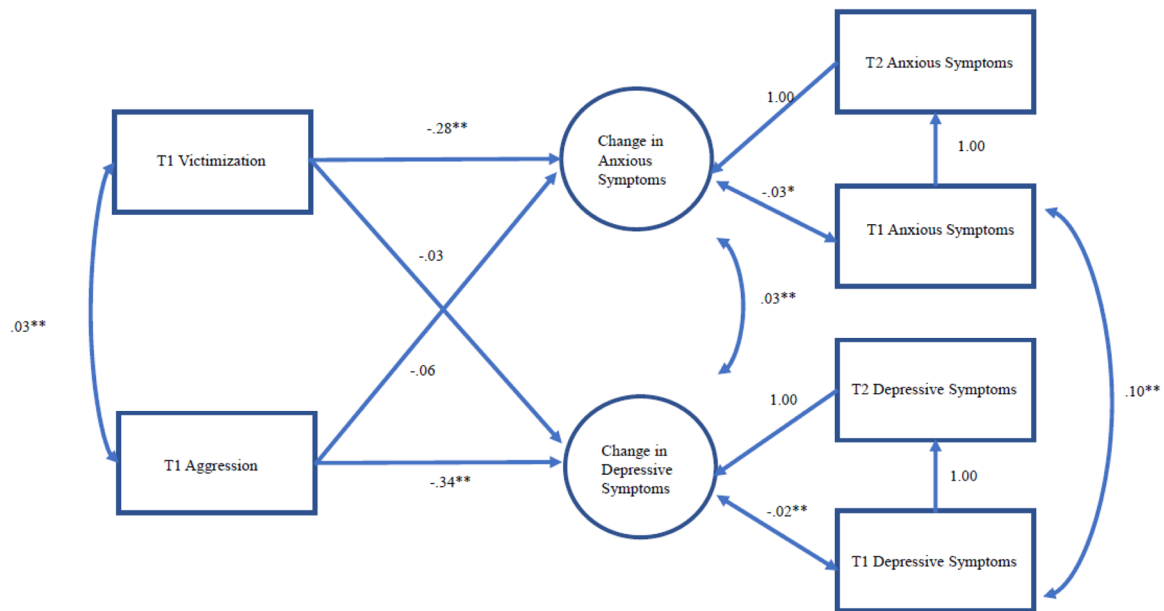 T2 Anxious Symptoms
1.00
-.28**
Change in
Anxious
Symptoms
T1 Victimization
1.00
-.03*
T1 Anxious Symptoms
-.03
.03**
.03**
-.06
T2 Depressive Symptoms
.10**
1.00
Change in
Depressive
Symptoms
T1 Aggression
-.34**
1.00
-.02**
T1 Depressive Symptoms